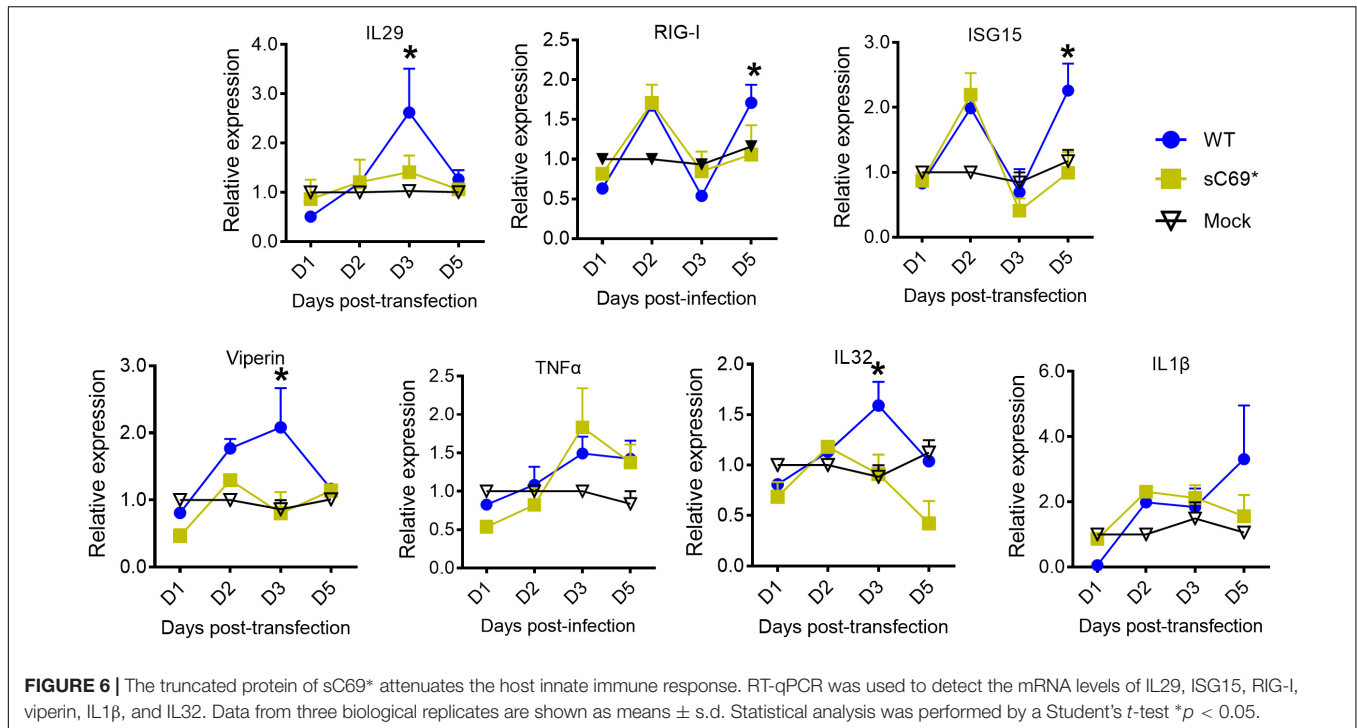 IL29
Relative expression
4.0
3.0
2.0
1.0
0.0
*
D1
D2
D3
D5
Days post-transfection
RIG-I
Relative expression
2.5
2.0
1.5
1.0
0.5
0.0
*
D1
D2
D3
D5
Days post-infection
ISG15
Relative expression
3.0
2.0
1.0
0.0
*
D1
D2
D3
D5
Days post-transfection
WT
sC69*
Mock
Viperin
Relative expression
3.0
2.0
1.0
0.0
*
D1
D2
D3
D5
Days post-transfection
TNFα
Relative expression
2.5
2.0
1.5
1.0
0.5
0.0
D1
D2
D3
D5
Days post-infection
IL32
Relative expression
2.0
1.5
1.0
0.5
0.0
*
D1
D2
D3
D5
Days post-transfection
IL1β
Relative expression
6.0
4.0
2.0
0.0
D1
D2
D3
D5
Days post-transfection
FIGURE 6 | The truncated protein of sC69* attenuates the host innate immune response. RT-qPCR was used to detect the mRNA levels of IL29, ISG15, RIG-I,
viperin, IL1β, and IL32. Data from three biological replicates are shown as means ± s.d. Statistical analysis was performed by a Student's t-test *p < 0.05.